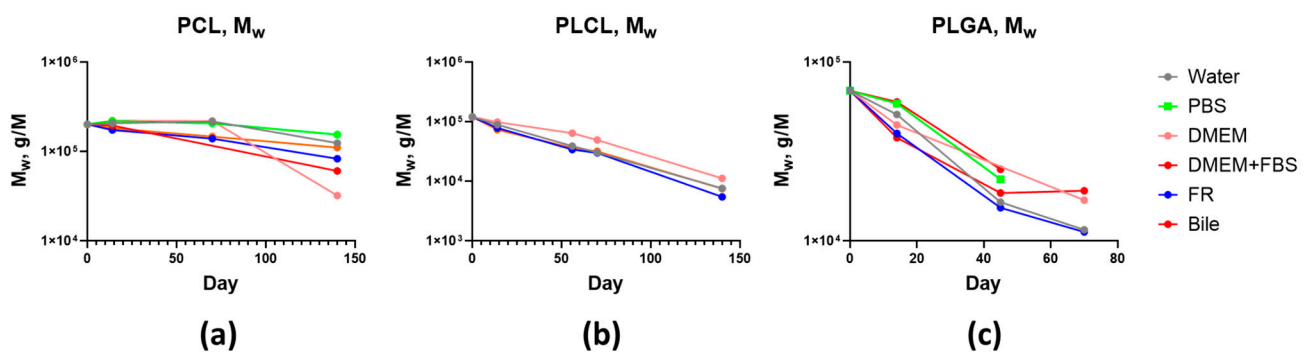 PCL, Mw
Mw, g/M
1×10⁶
1×10⁵
1×10⁴
0 50 100 150
Day
(a)
PLCL, Mw
Mw, g/M
1×10⁶
1×10⁵
1×10⁴
1×10³
0 50 100 150
Day
(b)
PLGA, Mw
Mw, g/M
1×10⁵
1×10⁴
0 20 40 60 80
Day
(c)
Water
PBS
DMEM
DMEM+FBS
FR
Bile